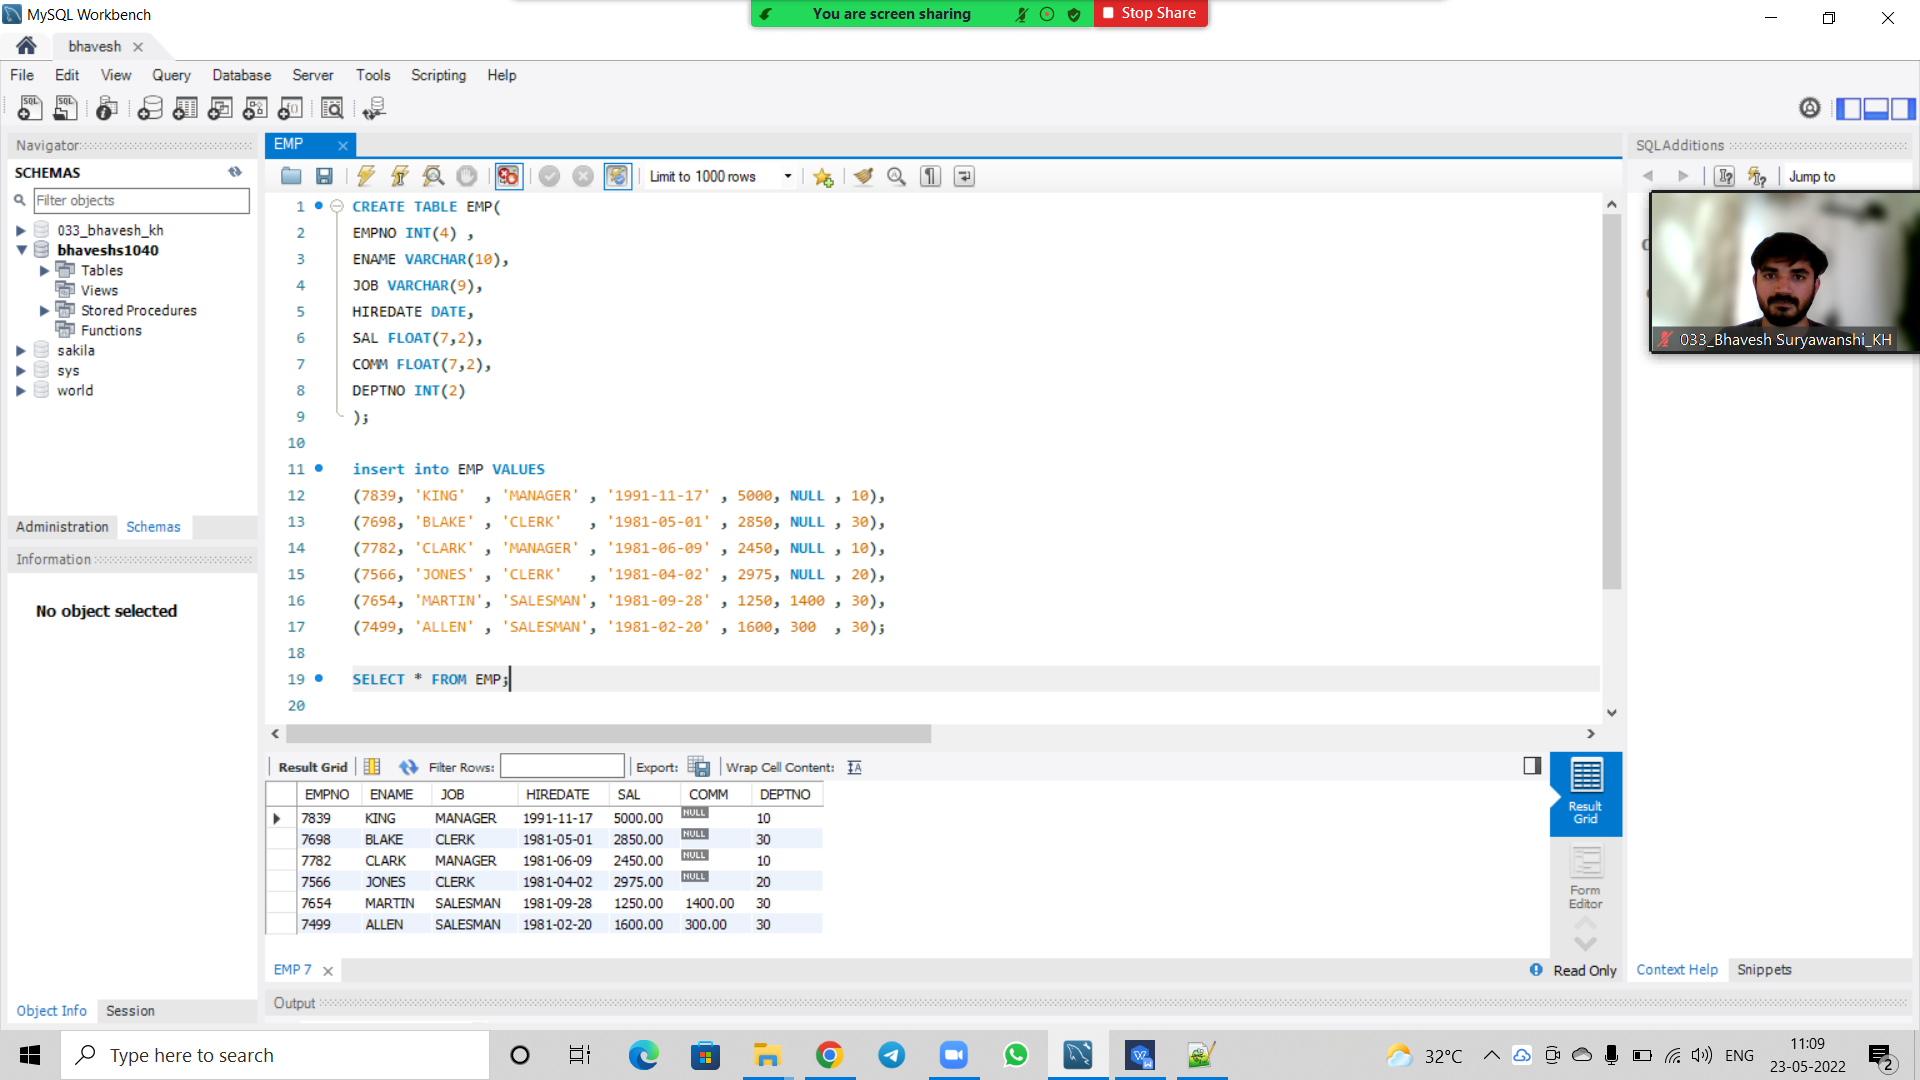 MySQL Workbench
You are screen sharing
Stop Share
bhavesh
File Edit View Query Database Server Tools Scripting Help
Navigator
SCHEMAS
Filter objects
033_bhavesh_kh
bhaveshs1040
Tables
Views
Stored Procedures
Functions
sakila
sys
world
Administration Schemas
Information
No object selected
Object Info Session
EMP
Limit to 1000 rows
1 CREATE TABLE EMP(
2 EMPNO INT(4) ,
3 ENAME VARCHAR(10),
4 JOB VARCHAR(9),
5 HIREDATE DATE,
6 SAL FLOAT(7,2),
7 COMM FLOAT(7,2),
8 DEPTNO INT(2)
9 );
10
11 insert into EMP VALUES
12 (7839, 'KING'  , 'MANAGER' , '1991-11-17' , 5000, NULL , 10),
13 (7698, 'BLAKE' , 'CLERK'   , '1981-05-01' , 2850, NULL , 30),
14 (7782, 'CLARK' , 'MANAGER' , '1981-06-09' , 2450, NULL , 10),
15 (7566, 'JONES' , 'CLERK'   , '1981-04-02' , 2975, NULL , 20),
16 (7654, 'MARTIN', 'SALESMAN', '1981-09-28' , 1250, 1400 , 30),
17 (7499, 'ALLEN' , 'SALESMAN', '1981-02-20' , 1600, 300  , 30);
18
19 SELECT * FROM EMP;
20
Result Grid Filter Rows: Export: Wrap Cell Content:
EMPNO ENAME JOB HIREDATE SAL COMM DEPTNO
7839 KING MANAGER 1991-11-17 5000.00 NULL 10
7698 BLAKE CLERK 1981-05-01 2850.00 NULL 30
7782 CLARK MANAGER 1981-06-09 2450.00 NULL 10
7566 JONES CLERK 1981-04-02 2975.00 NULL 20
7654 MARTIN SALESMAN 1981-09-28 1250.00 1400.00 30
7499 ALLEN SALESMAN 1981-02-20 1600.00 300.00 30
Result
Grid
Form
Editor
EMP 7
Read Only
Output
SQLAdditions
Jump to
033_Bhavesh Suryawanshi_KH
Context Help Snippets
Type here to search
32°C
ENG
11:09
23-05-2022
2